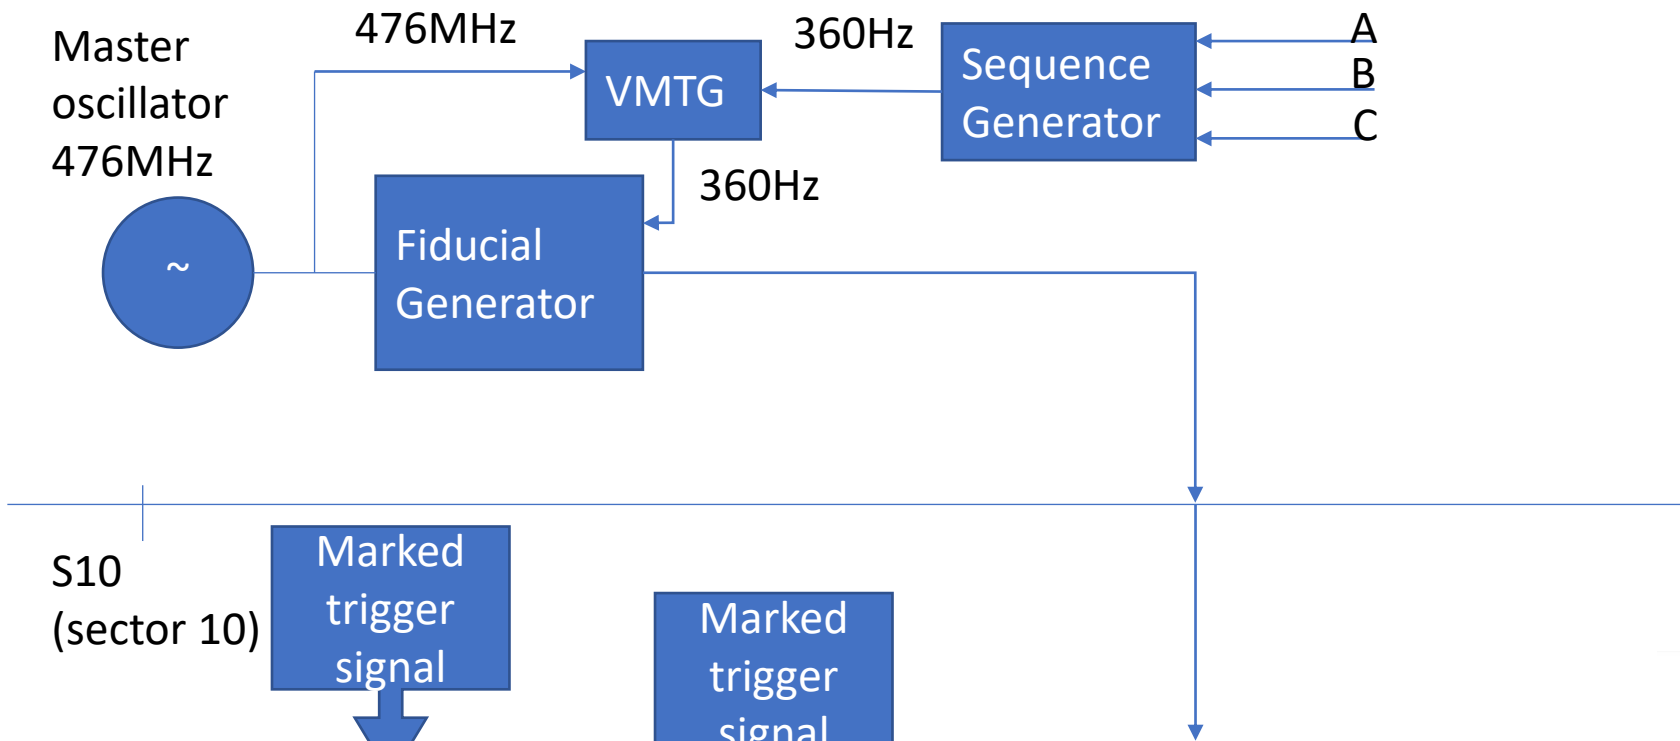 Master
oscillator
476MHz
~
476MHz
VMTG
360Hz
Sequence
Generator
A
B
C
360Hz
Fiducial
Generator
S10
(sector 10)
Marked
trigger
signal
Marked
trigger
signal